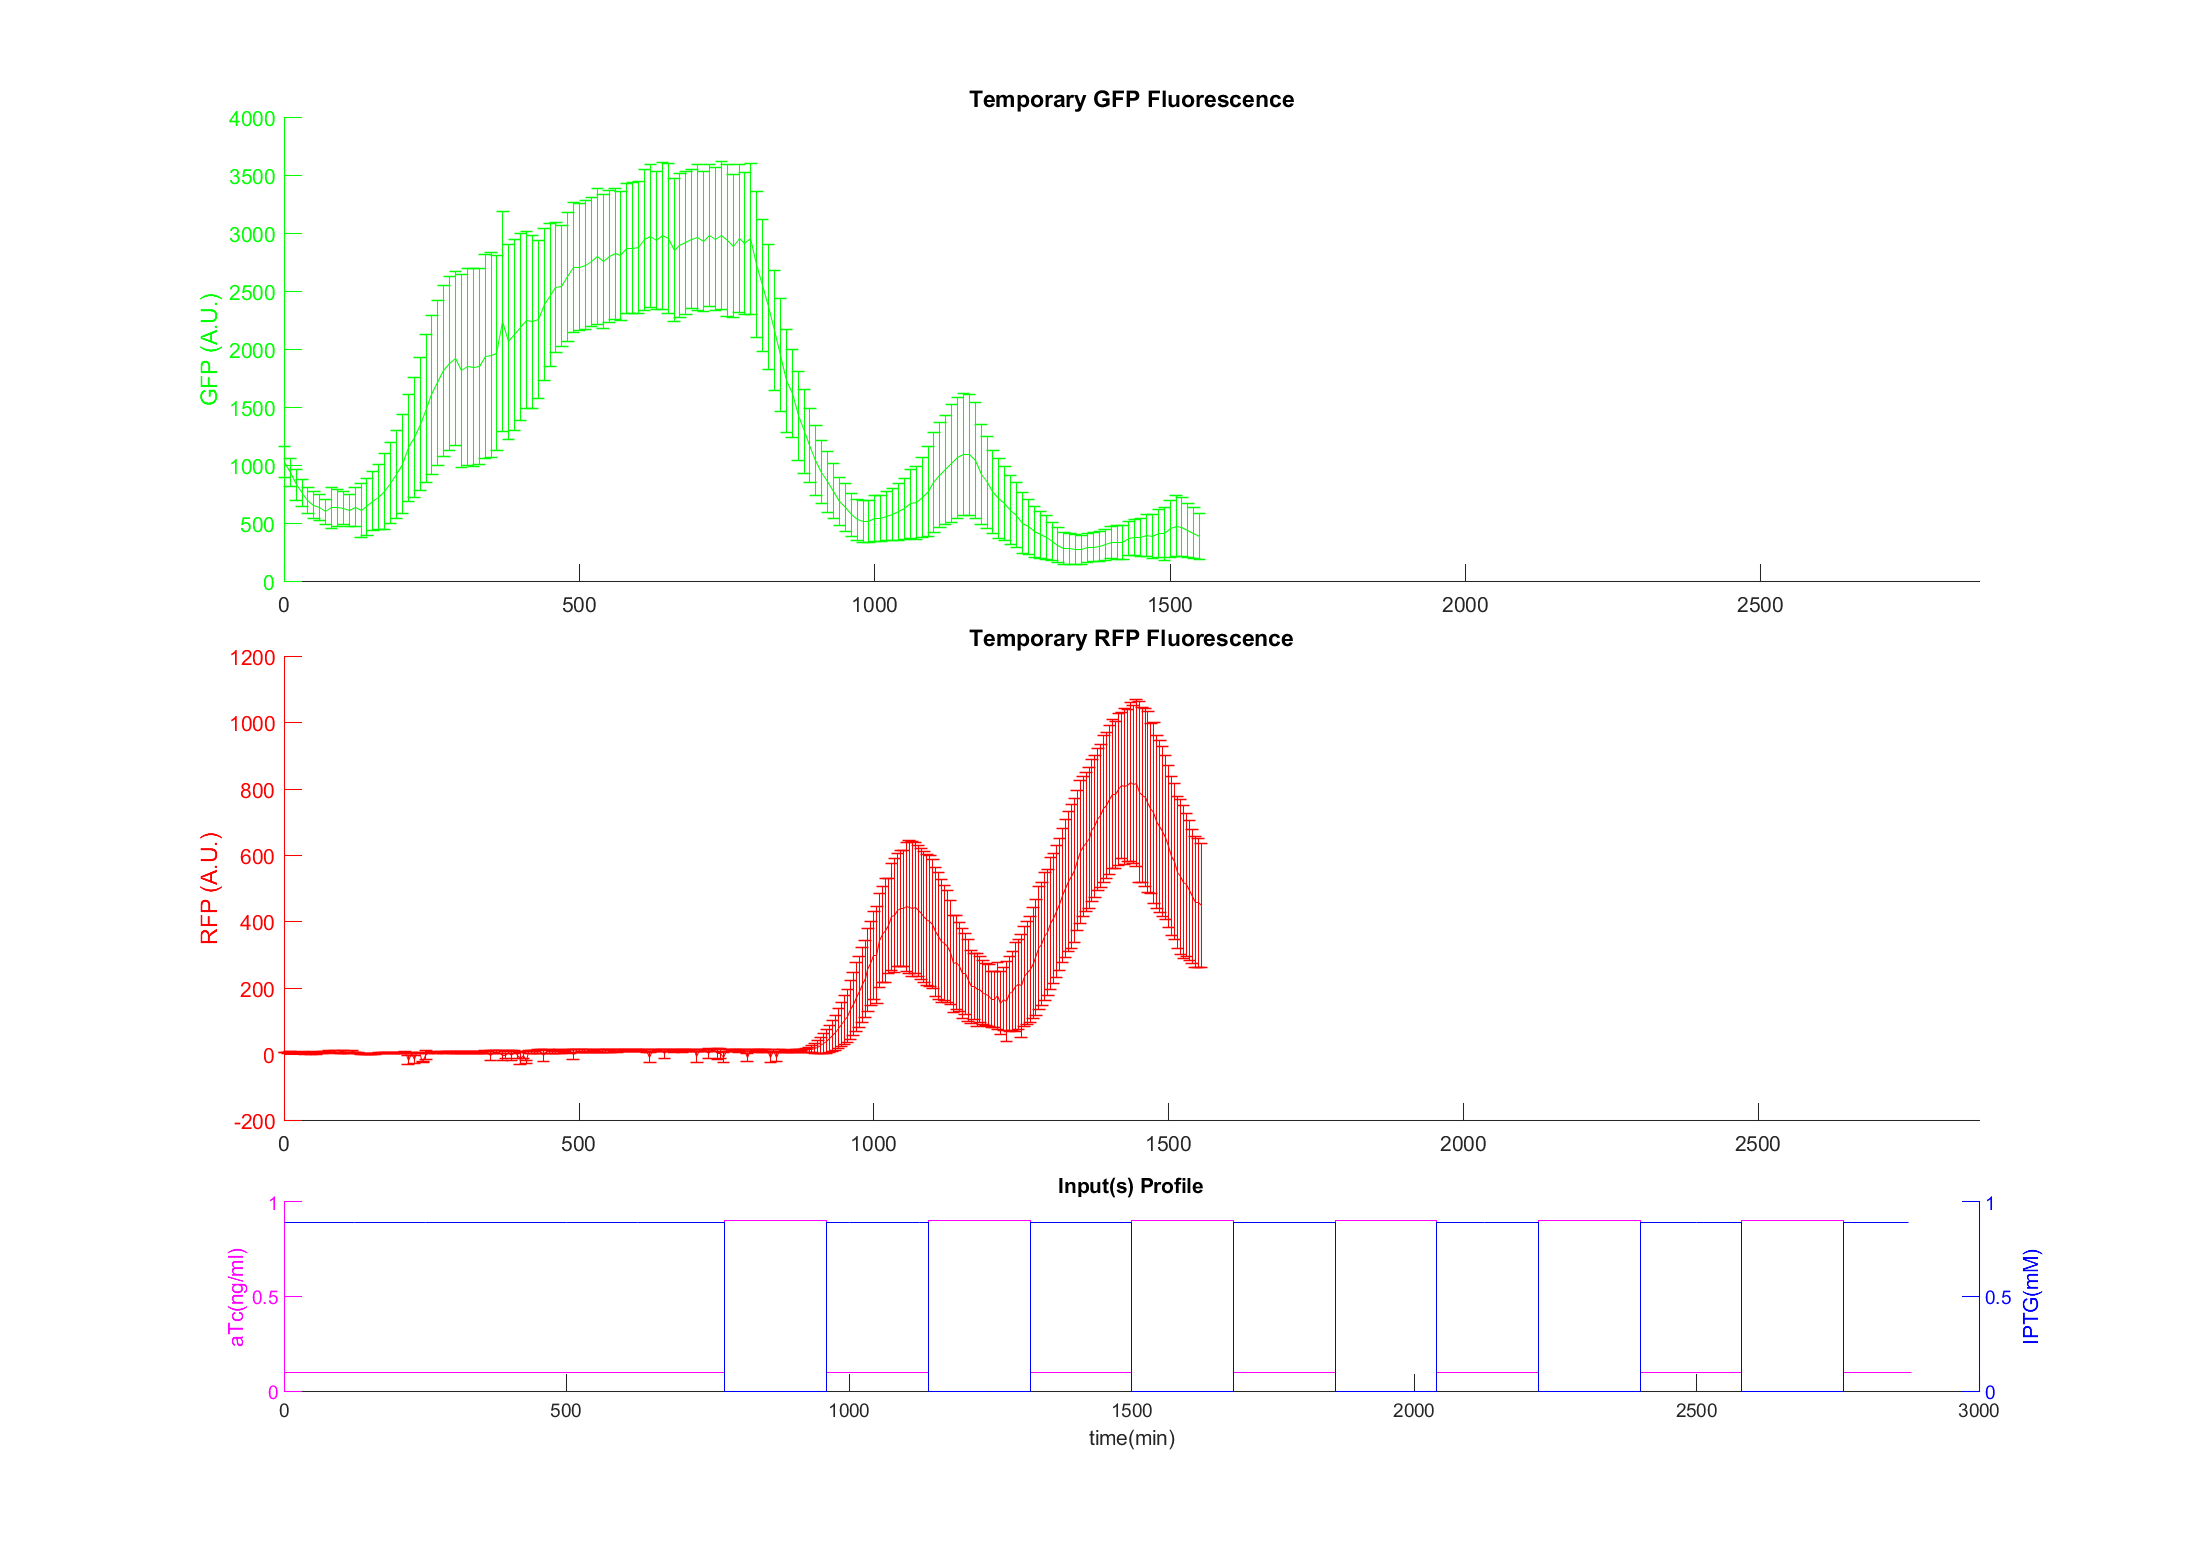 Temporary GFP Fluorescence
4000
3500
3000
2500
2000
1500
1000
500
0
GFP (A.U.)
0 500 1000 1500 2000 2500
Temporary RFP Fluorescence
1200
1000
800
600
400
200
0
-200
RFP (A.U.)
0 500 1000 1500 2000 2500
Input(s) Profile
1
0.5
0
aTc(ng/ml)
1
0.5
0
IPTG(mM)
0 500 1000 1500 2000 2500 3000
time(min)